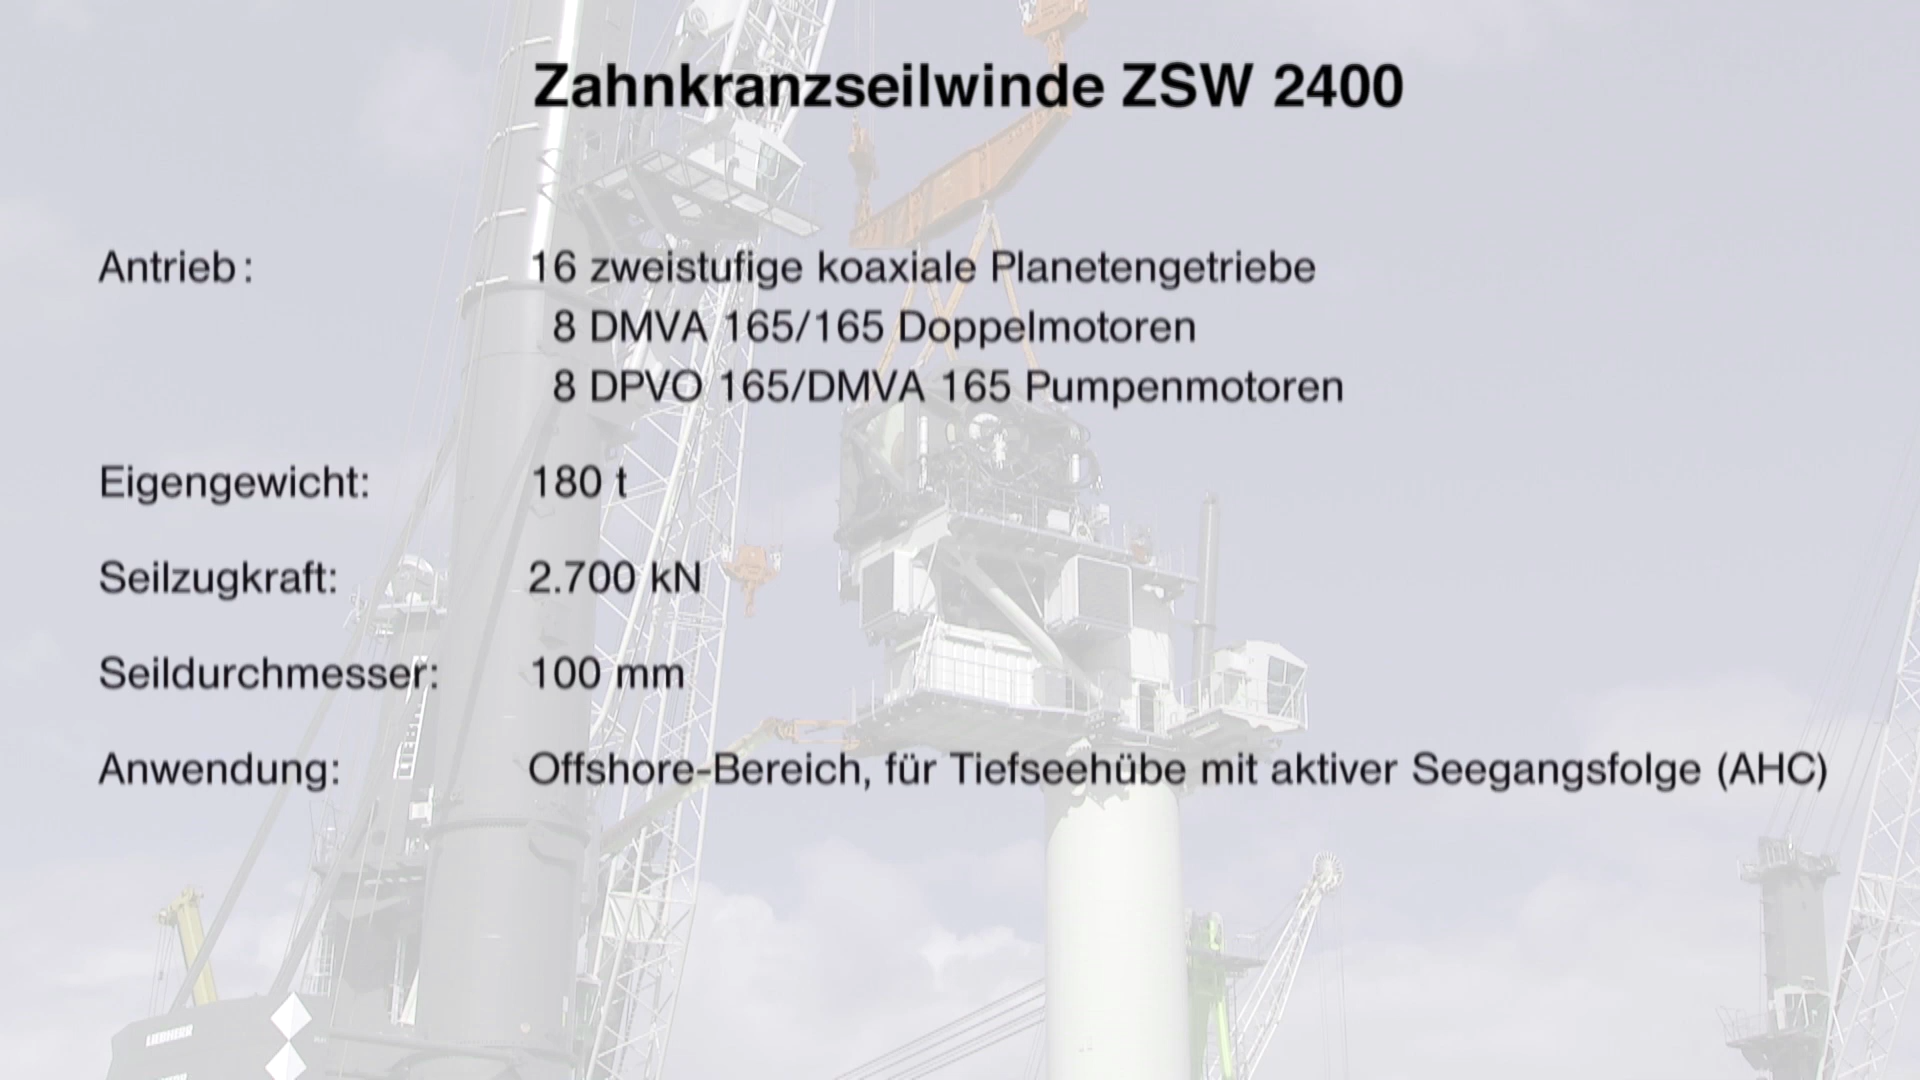 Zahnkranzseilwinde ZSW 2400
Antrieb: 16 zweistufige koaxiale Planetengetriebe
8 DMVA 165/165 Doppelmotoren
8 DPVO 165/DMVA 165 Pumpenmotoren
Eigengewicht: 180 t
Seilzugkraft: 2.700 kN
Seildurchmesser: 100 mm
Anwendung: Offshore-Bereich, für Tiefseehübe mit aktiver Seegangsfolge (AHC)
LIEBHERR